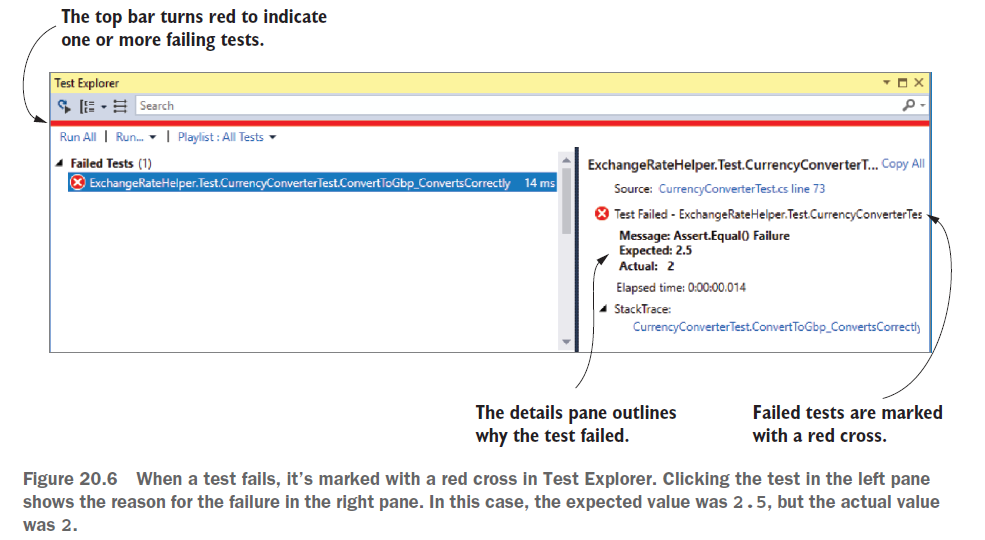 The top bar turns red to indicate
one or more failing tests.
Test Explorer
Search
Run All | Run... | Playlist : All Tests
Failed Tests (1)
ExchangeRateHelper.Test.CurrencyConverterTest.ConvertToGbp_ConvertsCorrectly 14 ms
ExchangeRateHelper.Test.CurrencyConverterT... Copy All
Source: CurrencyConverterTest.cs line 73
Test Failed - ExchangeRateHelper.Test.CurrencyConverterTes
Message: Assert.Equal() Failure
Expected: 2.5
Actual: 2
Elapsed time: 0:00:00.014
StackTrace:
CurrencyConverterTest.ConvertToGbp_ConvertsCorrectly
The details pane outlines
why the test failed.
Failed tests are marked
with a red cross.
Figure 20.6 When a test fails, it’s marked with a red cross in Test Explorer. Clicking the test in the left pane
shows the reason for the failure in the right pane. In this case, the expected value was 2.5, but the actual value
was 2.